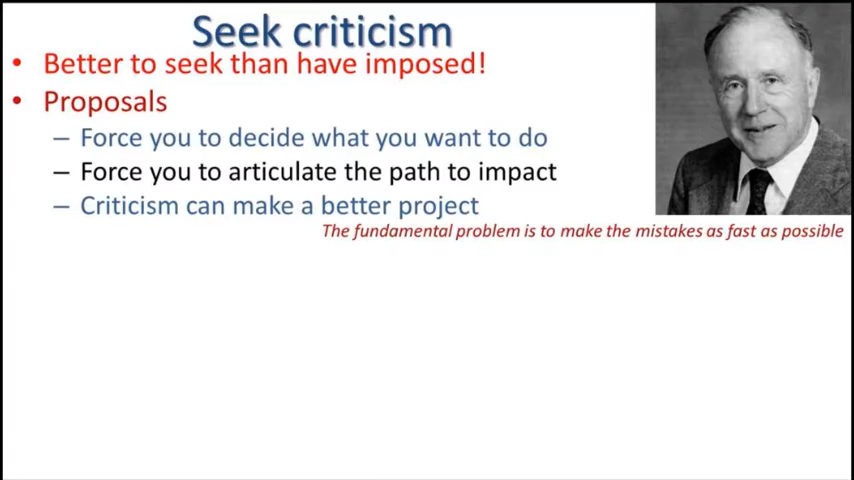 Seek criticism
• Better to seek than have imposed!
• Proposals
– Force you to decide what you want to do
– Force you to articulate the path to impact
– Criticism can make a better project
The fundamental problem is to make the mistakes as fast as possible